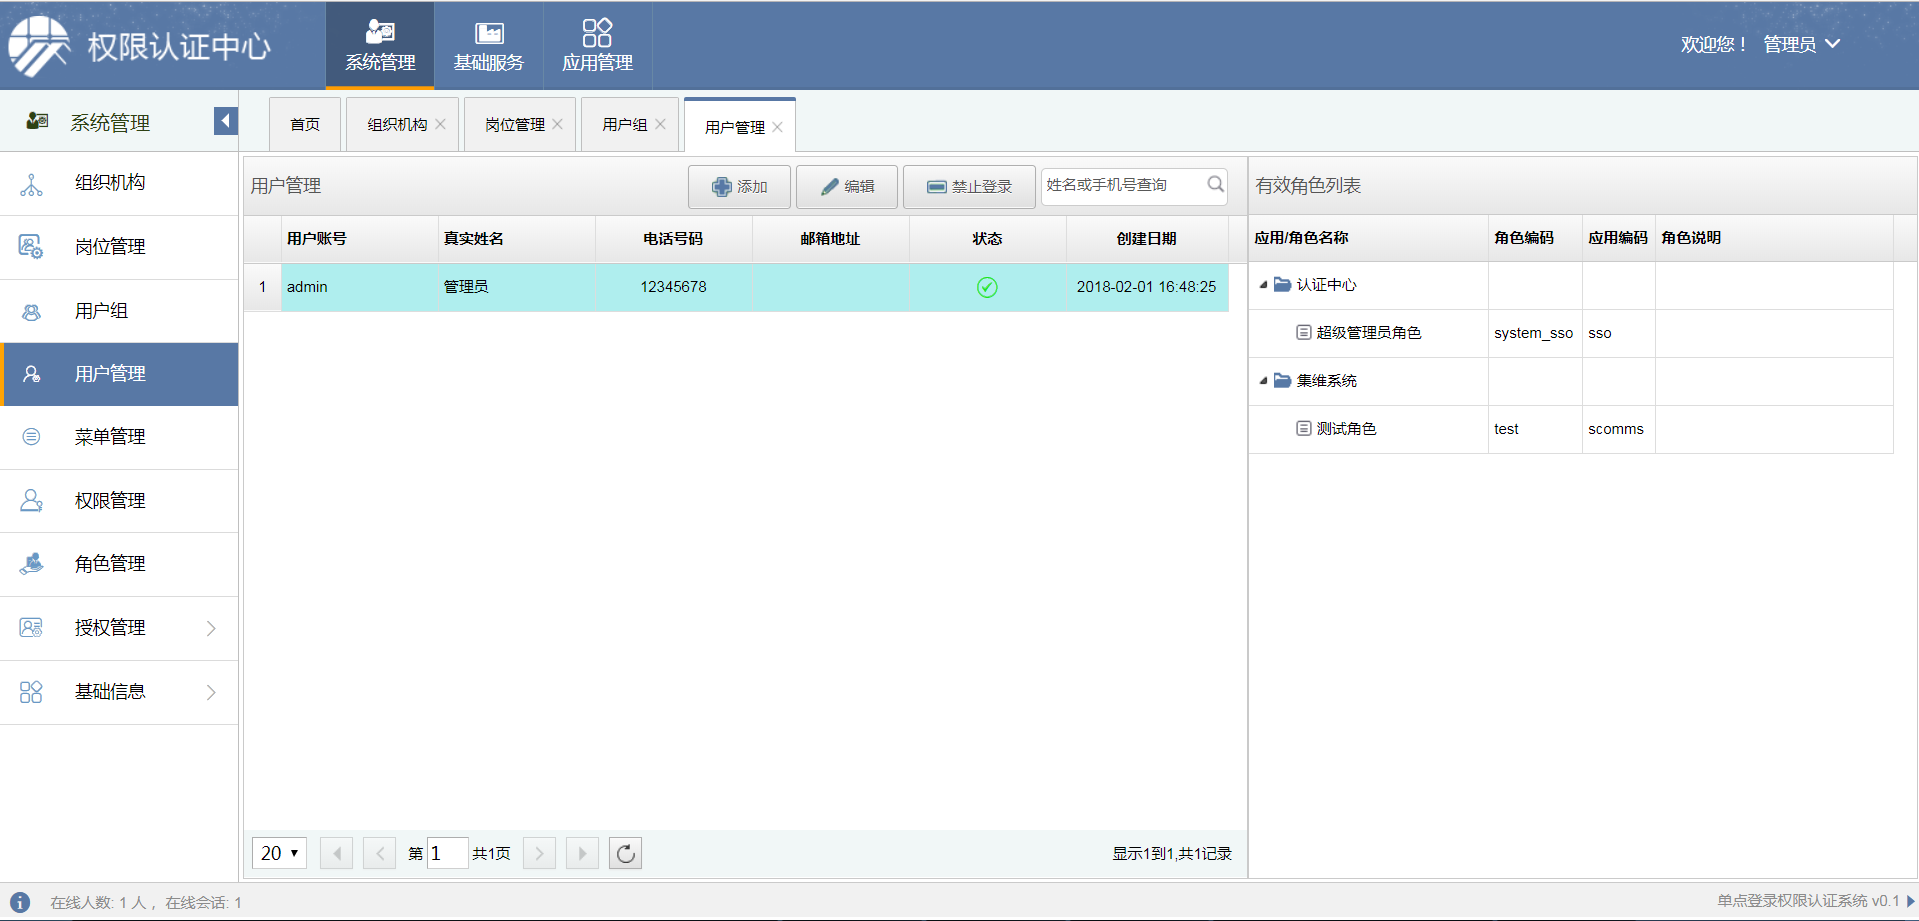 权限认证中心
系统管理 基础服务 应用管理
欢迎您！ 管理员
系统管理
首页 组织机构 岗位管理 用户组 用户管理
组织机构
岗位管理
用户组
用户管理
菜单管理
权限管理
角色管理
授权管理
基础信息
用户管理 添加 编辑 禁止登录 姓名或手机号查询
用户账号 真实姓名 电话号码 邮箱地址 状态 创建日期
1 admin 管理员 12345678 2018-02-01 16:48:25
20 第 1 共1页 显示1到1,共1记录
有效角色列表
应用/角色名称 角色编码 应用编码 角色说明
认证中心
超级管理员角色 system_sso sso
集维系统
测试角色 test scomms
在线人数: 1 人， 在线会话: 1
单点登录权限认证系统 v0.1